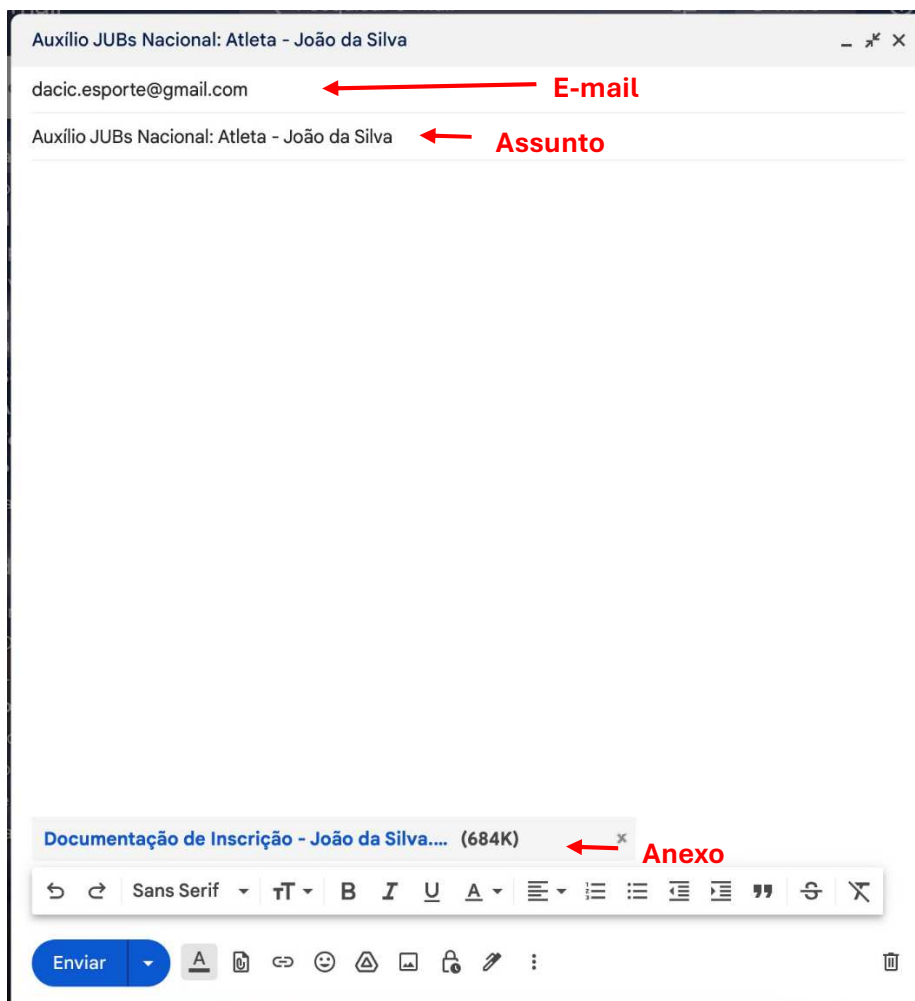 Auxílio JUBs Nacional: Atleta - João da Silva
dacic.esporte@gmail.com E-mail
Auxílio JUBs Nacional: Atleta - João da Silva Assunto
Documentação de Inscrição - João da Silva.... (684K) Anexo
Sans Serif
Enviar